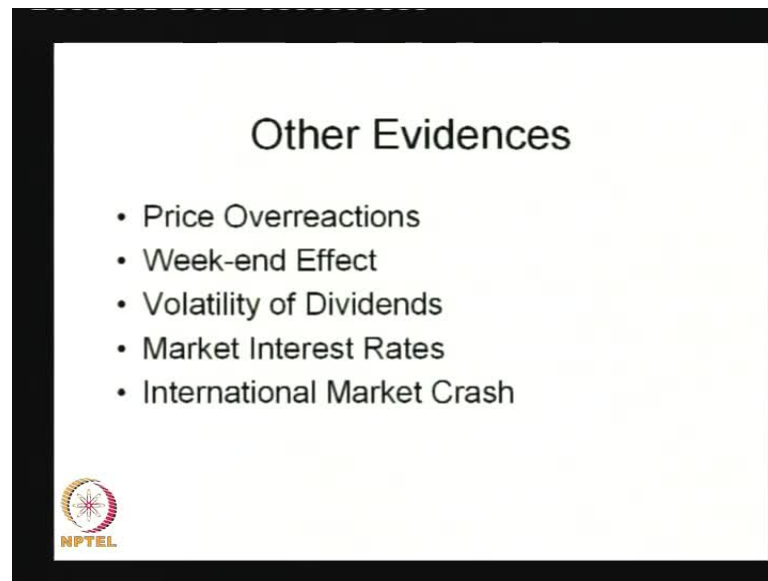 Other Evidences
• Price Overreactions
• Week-end Effect
• Volatility of Dividends
• Market Interest Rates
• International Market Crash
NPTEL